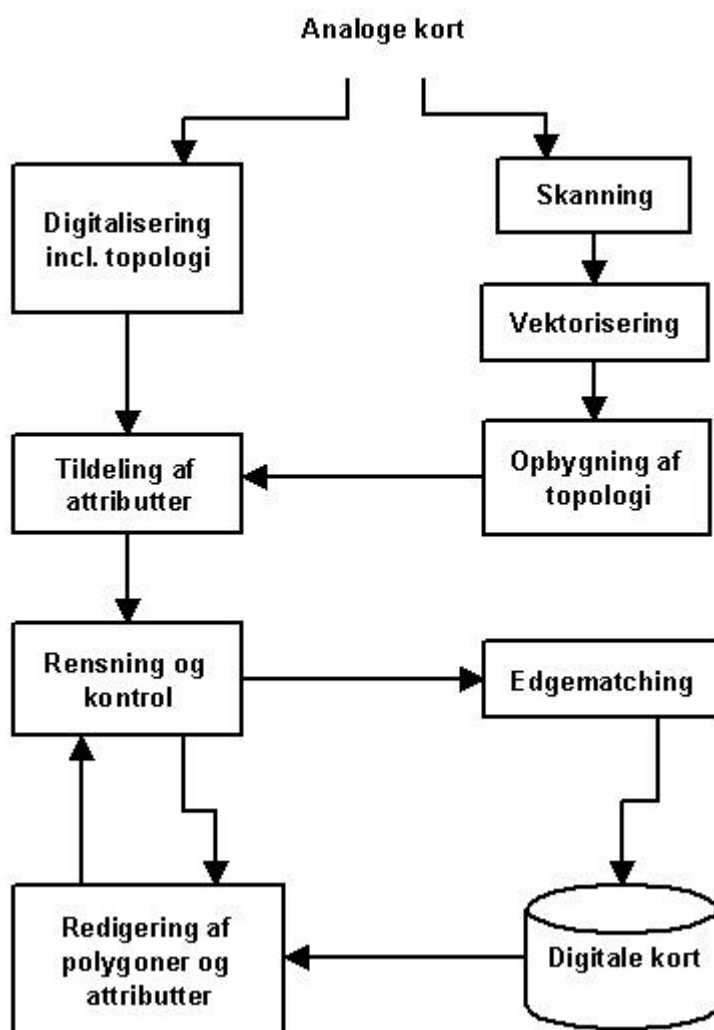 Analoge kort
Digitalisering
incl. topologi
Skanning
Vektorisering
Tildeling af
attributter
Opbygning af
topologi
Rensning og
kontrol
Edgematching
Redigering af
polygoner og
attributter
Digitale kort